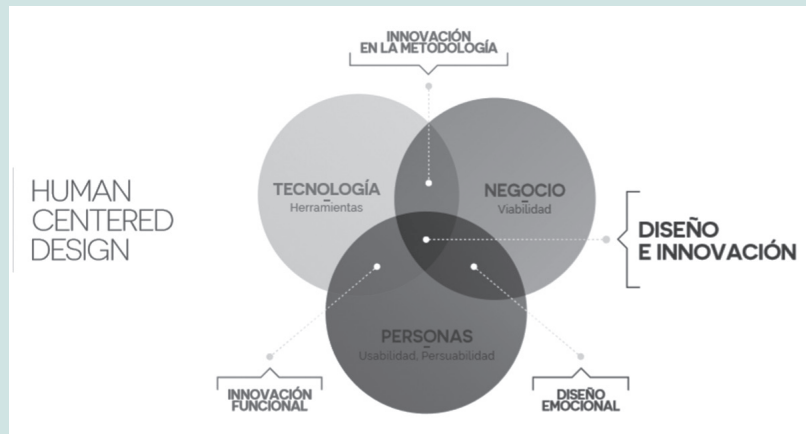 INNOVACIÓN
EN LA METODOLOGÍA
HUMAN
CENTERED
DESIGN
TECNOLOGÍA
Herramientas
NEGOCIO
Viabilidad
DISEÑO
E INNOVACIÓN
PERSONAS
Usabilidad, Persuabilidad
INNOVACIÓN
FUNCIONAL
DISEÑO
EMOCIONAL